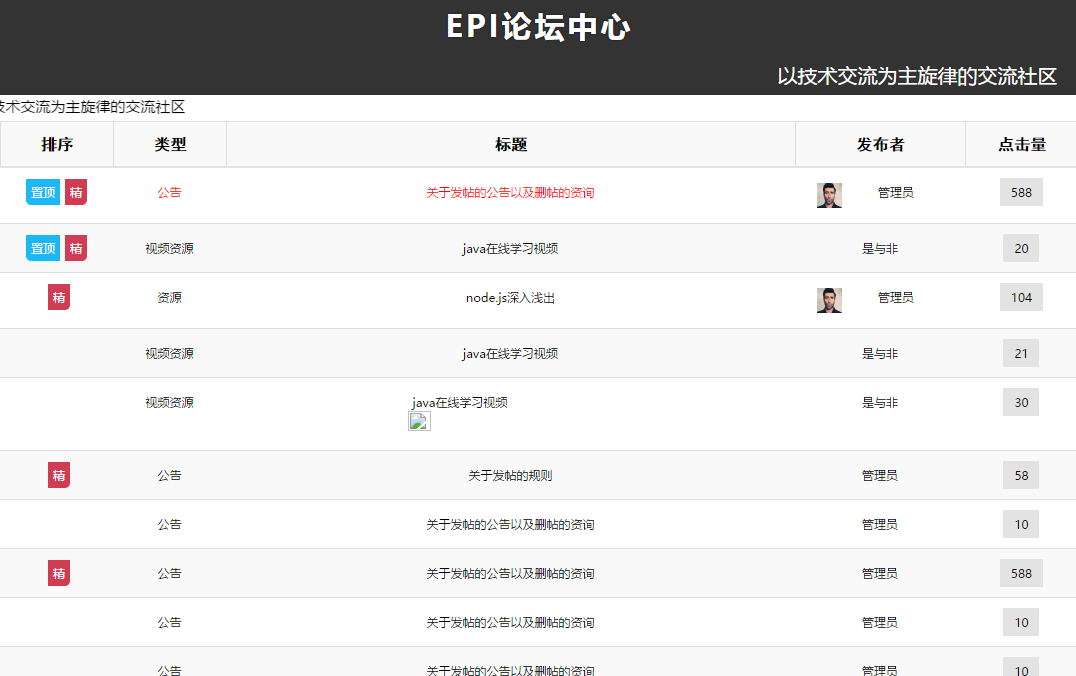 EPI论坛中心
以技术交流为主旋律的交流社区
技术交流为主旋律的交流社区
排序 类型 标题 发布者 点击量
置顶 精 公告 关于发帖的公告以及删帖的资询 管理员 588
置顶 精 视频资源 java在线学习视频 是与非 20
精 资源 node.js深入浅出 管理员 104
视频资源 java在线学习视频 是与非 21
视频资源 java在线学习视频 是与非 30
精 公告 关于发帖的规则 管理员 58
公告 关于发帖的公告以及删帖的资询 管理员 10
精 公告 关于发帖的公告以及删帖的资询 管理员 588
公告 关于发帖的公告以及删帖的资询 管理员 10
公告 关于发帖的公告以及删帖的资询 管理员 10